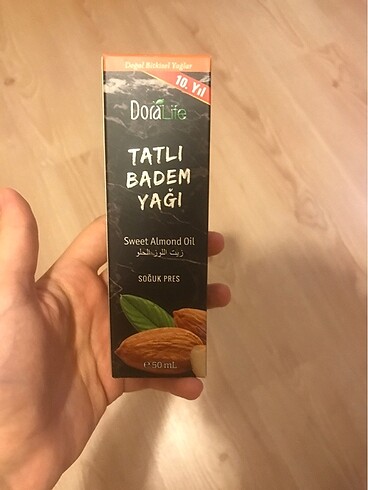 Doğal Bitkisel Yağlar
10. Yıl
DoraLife
TATLI
BADEM
YAĞI
Sweet Almond Oil
زيت اللوز الحلو
SOĞUK PRES
℮50 mL